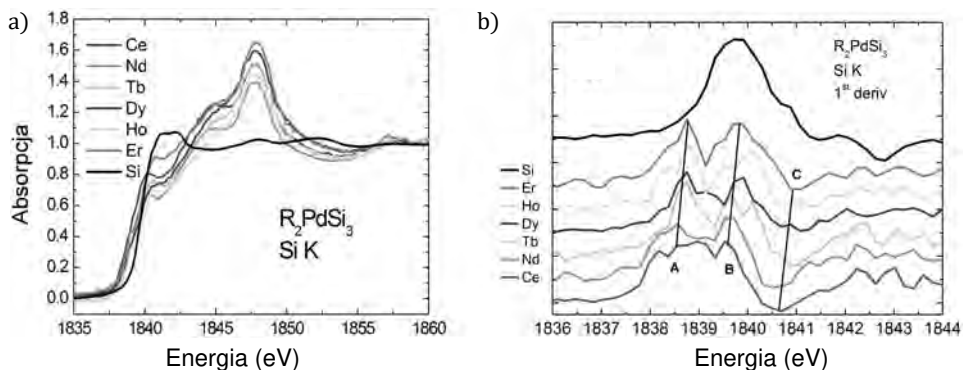 a)
1.8
1.6
1.4
1.2
1.0
0.8
0.6
0.4
0.2
0.0
Absorpcja
Ce
Nd
Tb
Dy
Ho
Er
Si
R₂PdSi₃
Si K
1835 1840 1845 1850 1855 1860
Energia (eV)
b)
R₂PdSi₃
Si K
1ˢᵗ deriv
Si
Er
Ho
Dy
Tb
Nd
Ce
A
B
C
1836 1837 1838 1839 1840 1841 1842 1843 1844
Energia (eV)